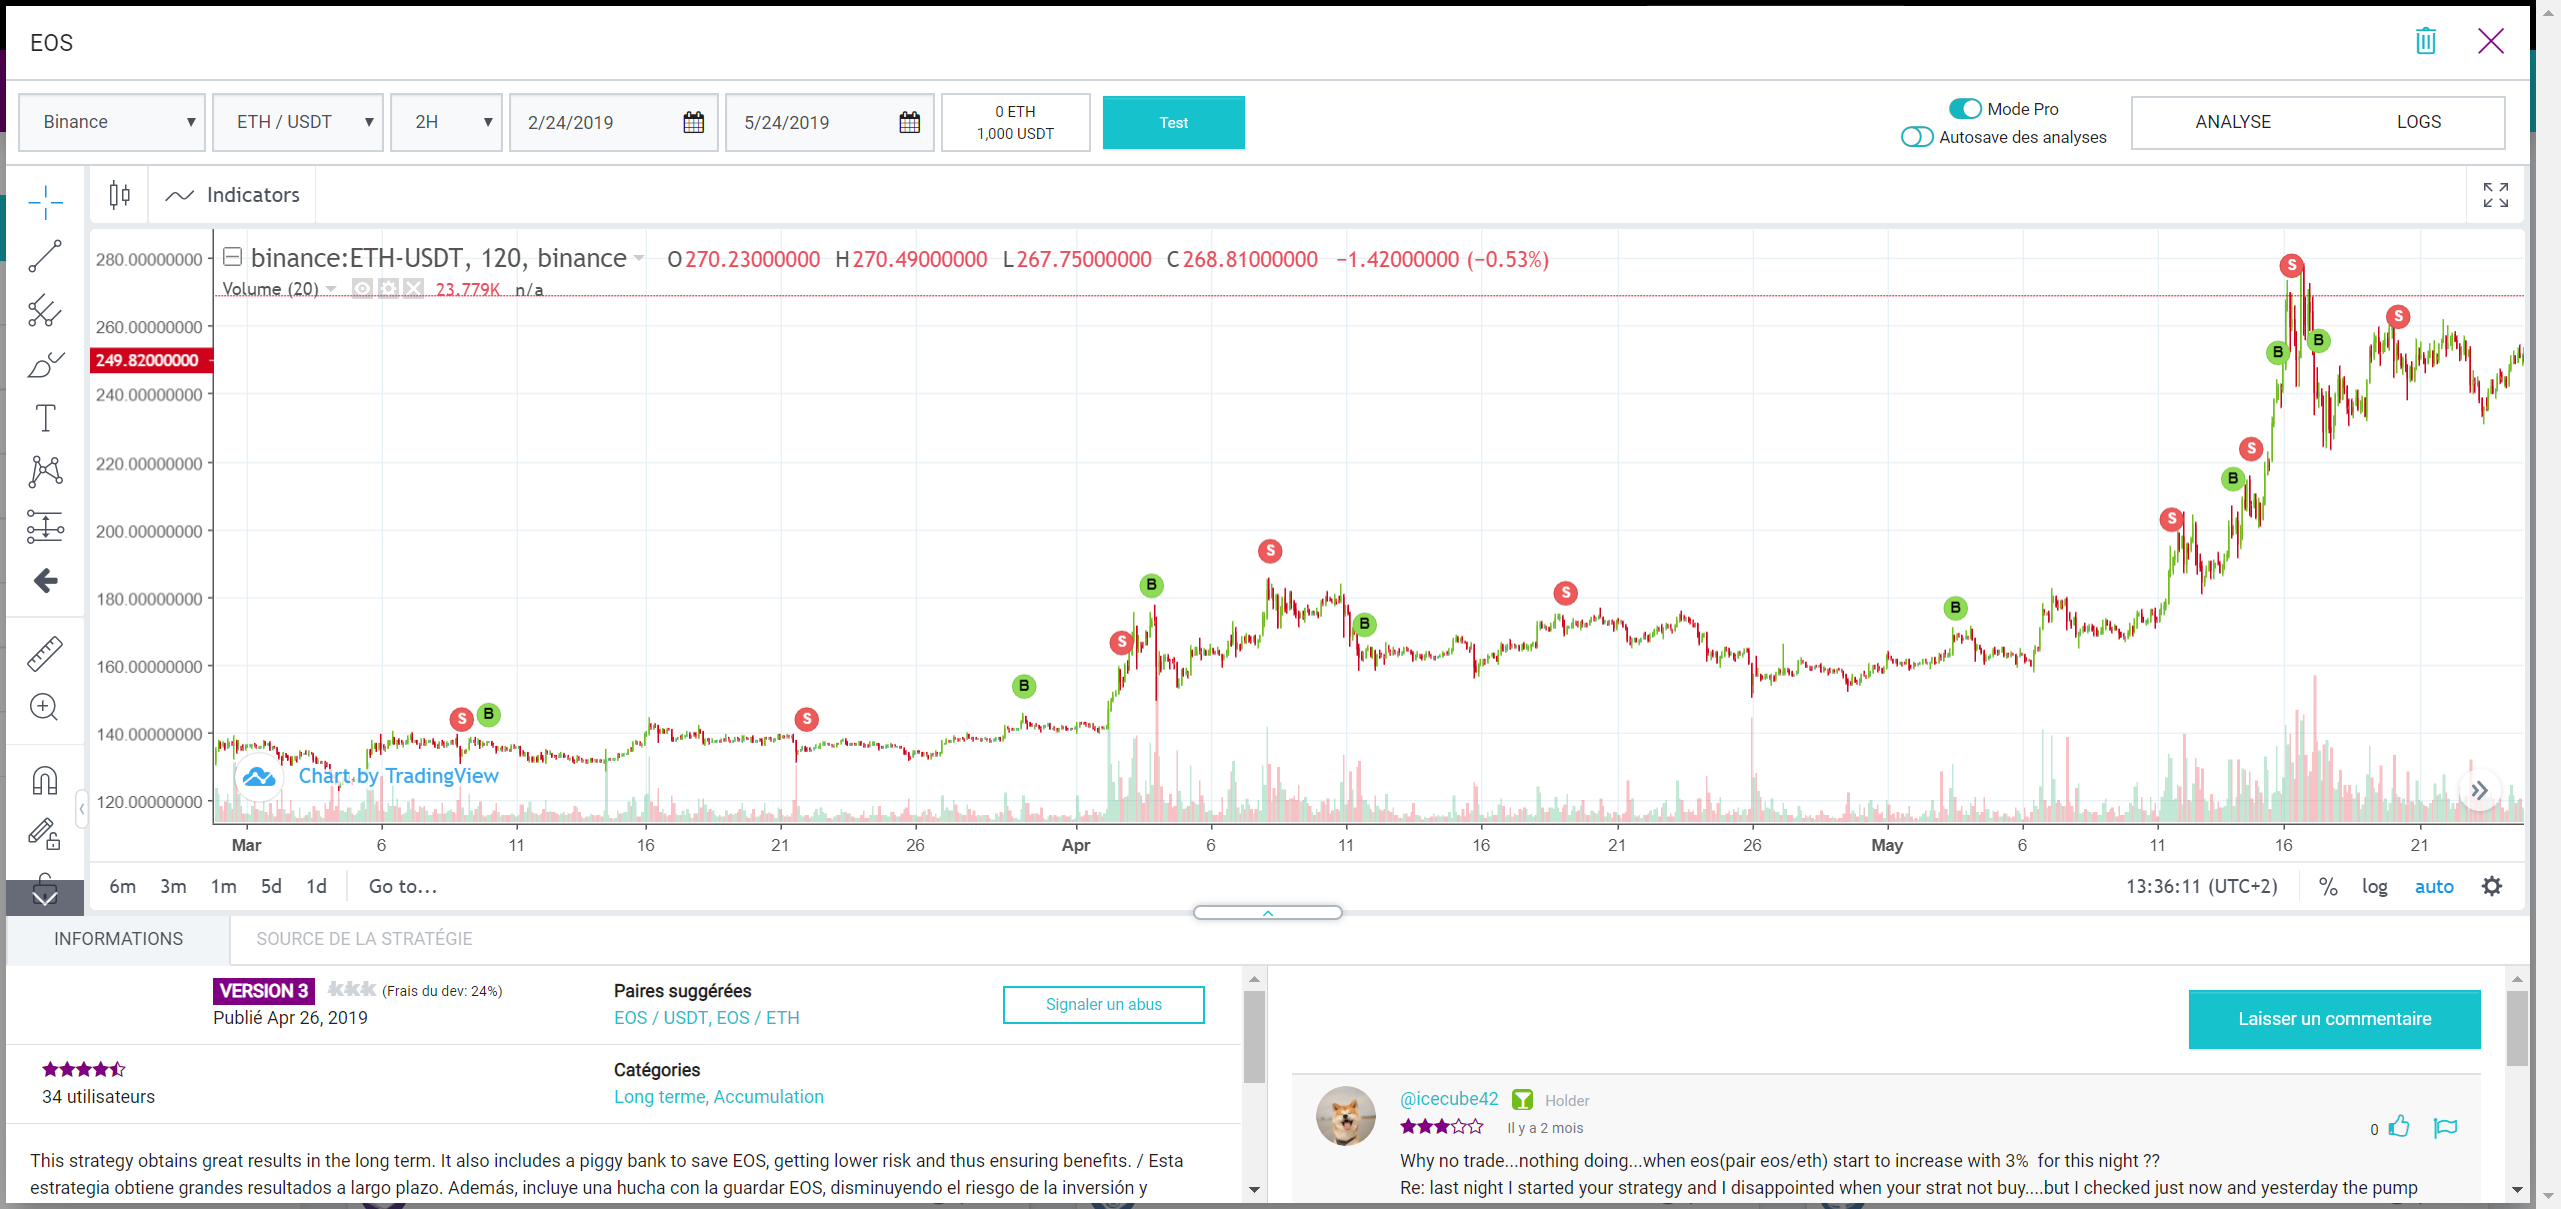 EOS
Binance
ETH / USDT
2H
2/24/2019
5/24/2019
0 ETH
1,000 USDT
Test
Mode Pro
Autosave des analyses
ANALYSE
LOGS
Indicators
binance:ETH-USDT, 120, binance
O270.23000000 H270.49000000 L267.75000000 C268.81000000 −1.42000000 (−0.53%)
Volume (20) 23.779K n/a
280.00000000
260.00000000
249.82000000
240.00000000
220.00000000
200.00000000
180.00000000
160.00000000
140.00000000
120.00000000
S B S B S B S B S B S B S B S B S
Chart by TradingView
Mar 6 11 16 21 26 Apr 6 11 16 21 26 May 6 11 16 21
6m 3m 1m 5d 1d Go to...
13:36:11 (UTC+2) % log auto
INFORMATIONS
SOURCE DE LA STRATÉGIE
VERSION 3
(Frais du dev: 24%)
Publié Apr 26, 2019
Paires suggérées
EOS / USDT, EOS / ETH
Signaler un abus
34 utilisateurs
Catégories
Long terme, Accumulation
This strategy obtains great results in the long term. It also includes a piggy bank to save EOS, getting lower risk and thus ensuring benefits. / Esta
estrategia obtiene grandes resultados a largo plazo. Además, incluye una hucha con la guardar EOS, disminuyendo el riesgo de la inversión y
Laisser un commentaire
@icecube42 Holder
Il y a 2 mois
0
Why no trade...nothing doing...when eos(pair eos/eth) start to increase with 3% for this night ??
Re: last night I started your strategy and I disappointed when your strat not buy....but I checked just now and yesterday the pump